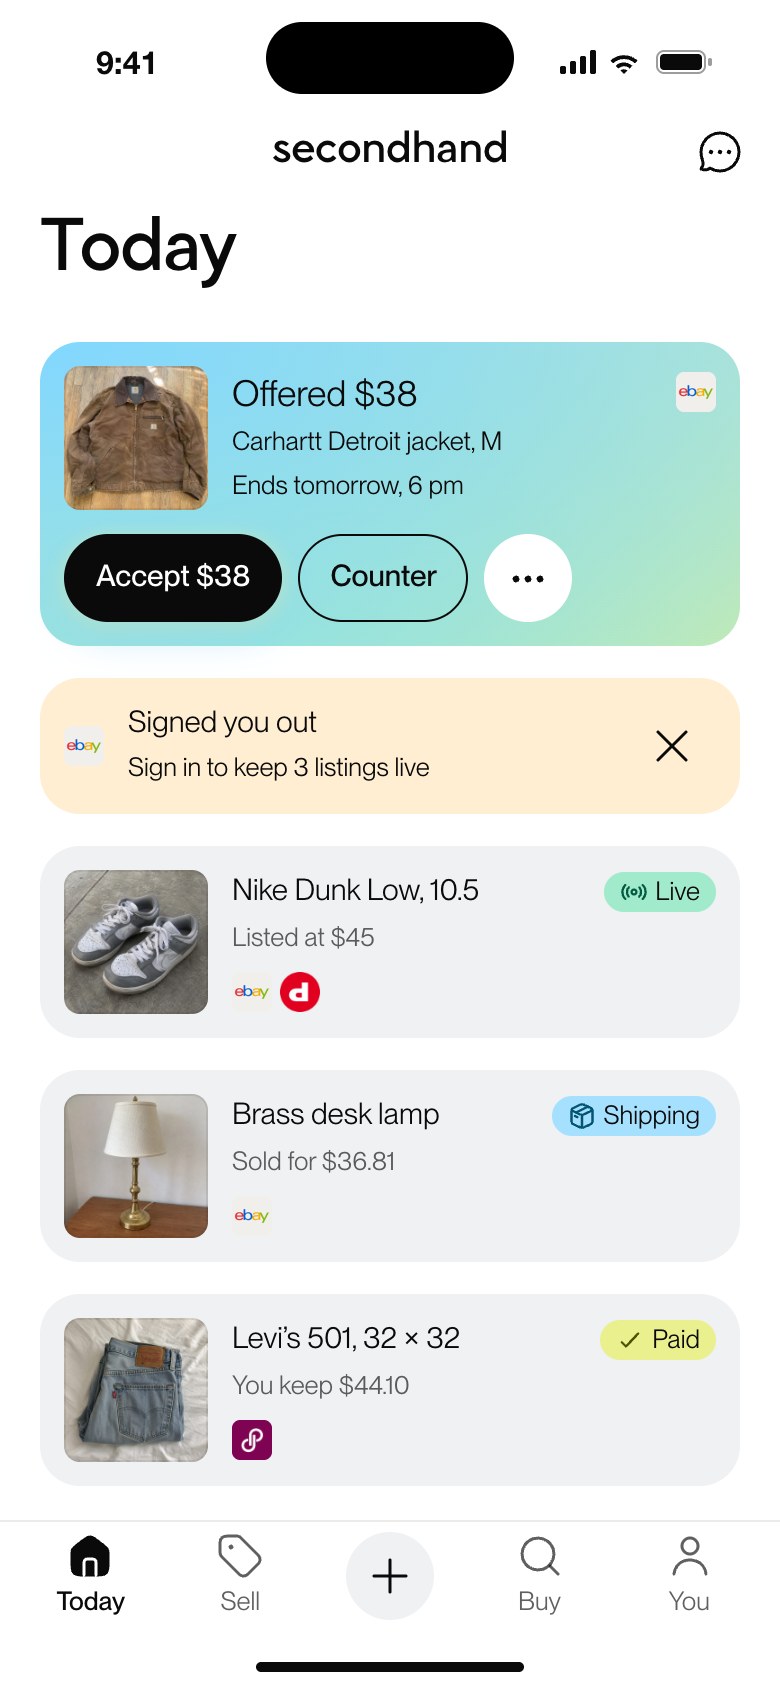 9:41
secondhand
Today
Offered $38
ebay
Carhartt Detroit jacket, M
Ends tomorrow, 6 pm
Accept $38
Counter
Signed you out
ebay
Sign in to keep 3 listings live
Nike Dunk Low, 10.5
Live
Listed at $45
ebay d
Brass desk lamp
Shipping
Sold for $36.81
ebay
Levi’s 501, 32 × 32
Paid
You keep $44.10
Today
Sell
Buy
You